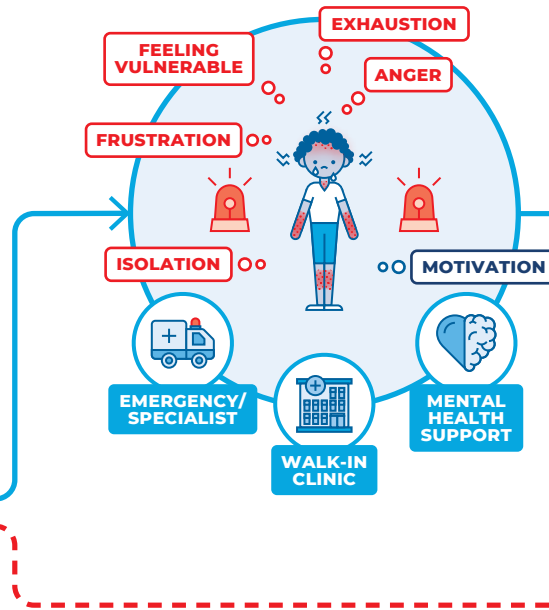 EXHAUSTION
FEELING
VULNERABLE
ANGER
FRUSTRATION
ISOLATION
MOTIVATION
EMERGENCY/
SPECIALIST
WALK-IN
CLINIC
MENTAL
HEALTH
SUPPORT